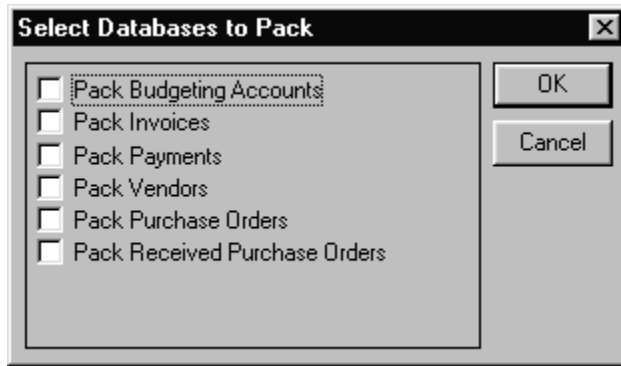 Select Databases to Pack
Pack Budgeting Accounts
Pack Invoices
Pack Payments
Pack Vendors
Pack Purchase Orders
Pack Received Purchase Orders
OK
Cancel